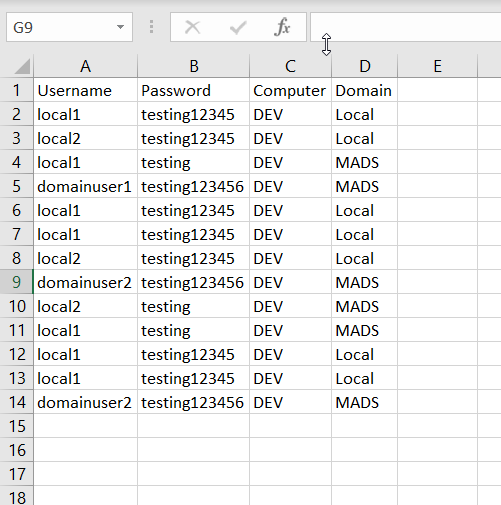 G9 fx
A B C D E
1 Username Password Computer Domain
2 local1 testing12345 DEV Local
3 local2 testing12345 DEV Local
4 local1 testing DEV MADS
5 domainuser1 testing123456 DEV MADS
6 local1 testing12345 DEV Local
7 local1 testing12345 DEV Local
8 local2 testing12345 DEV Local
9 domainuser2 testing123456 DEV MADS
10 local2 testing DEV MADS
11 local1 testing DEV MADS
12 local1 testing12345 DEV Local
13 local1 testing12345 DEV Local
14 domainuser2 testing123456 DEV MADS
15
16
17
18